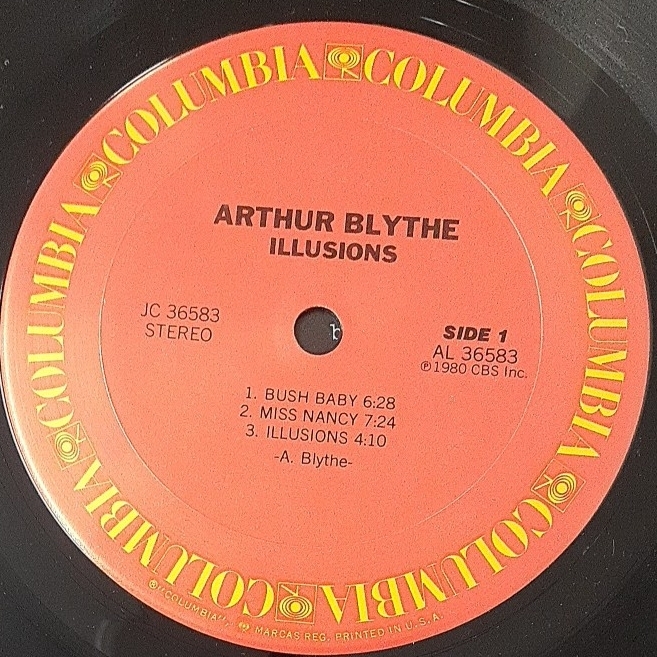 COLUMBIA COLUMBIA COLUMBIA COLUMBIA COLUMBIA COLUMBIA COLUMBIA
ARTHUR BLYTHE
ILLUSIONS
JC 36583
STEREO
SIDE 1
AL 36583
℗1980 CBS Inc.
1. BUSH BABY 6:28
2. MISS NANCY 7:24
3. ILLUSIONS 4:10
-A. Blythe-
®"COLUMBIA", MARCAS REG. PRINTED IN U.S.A.